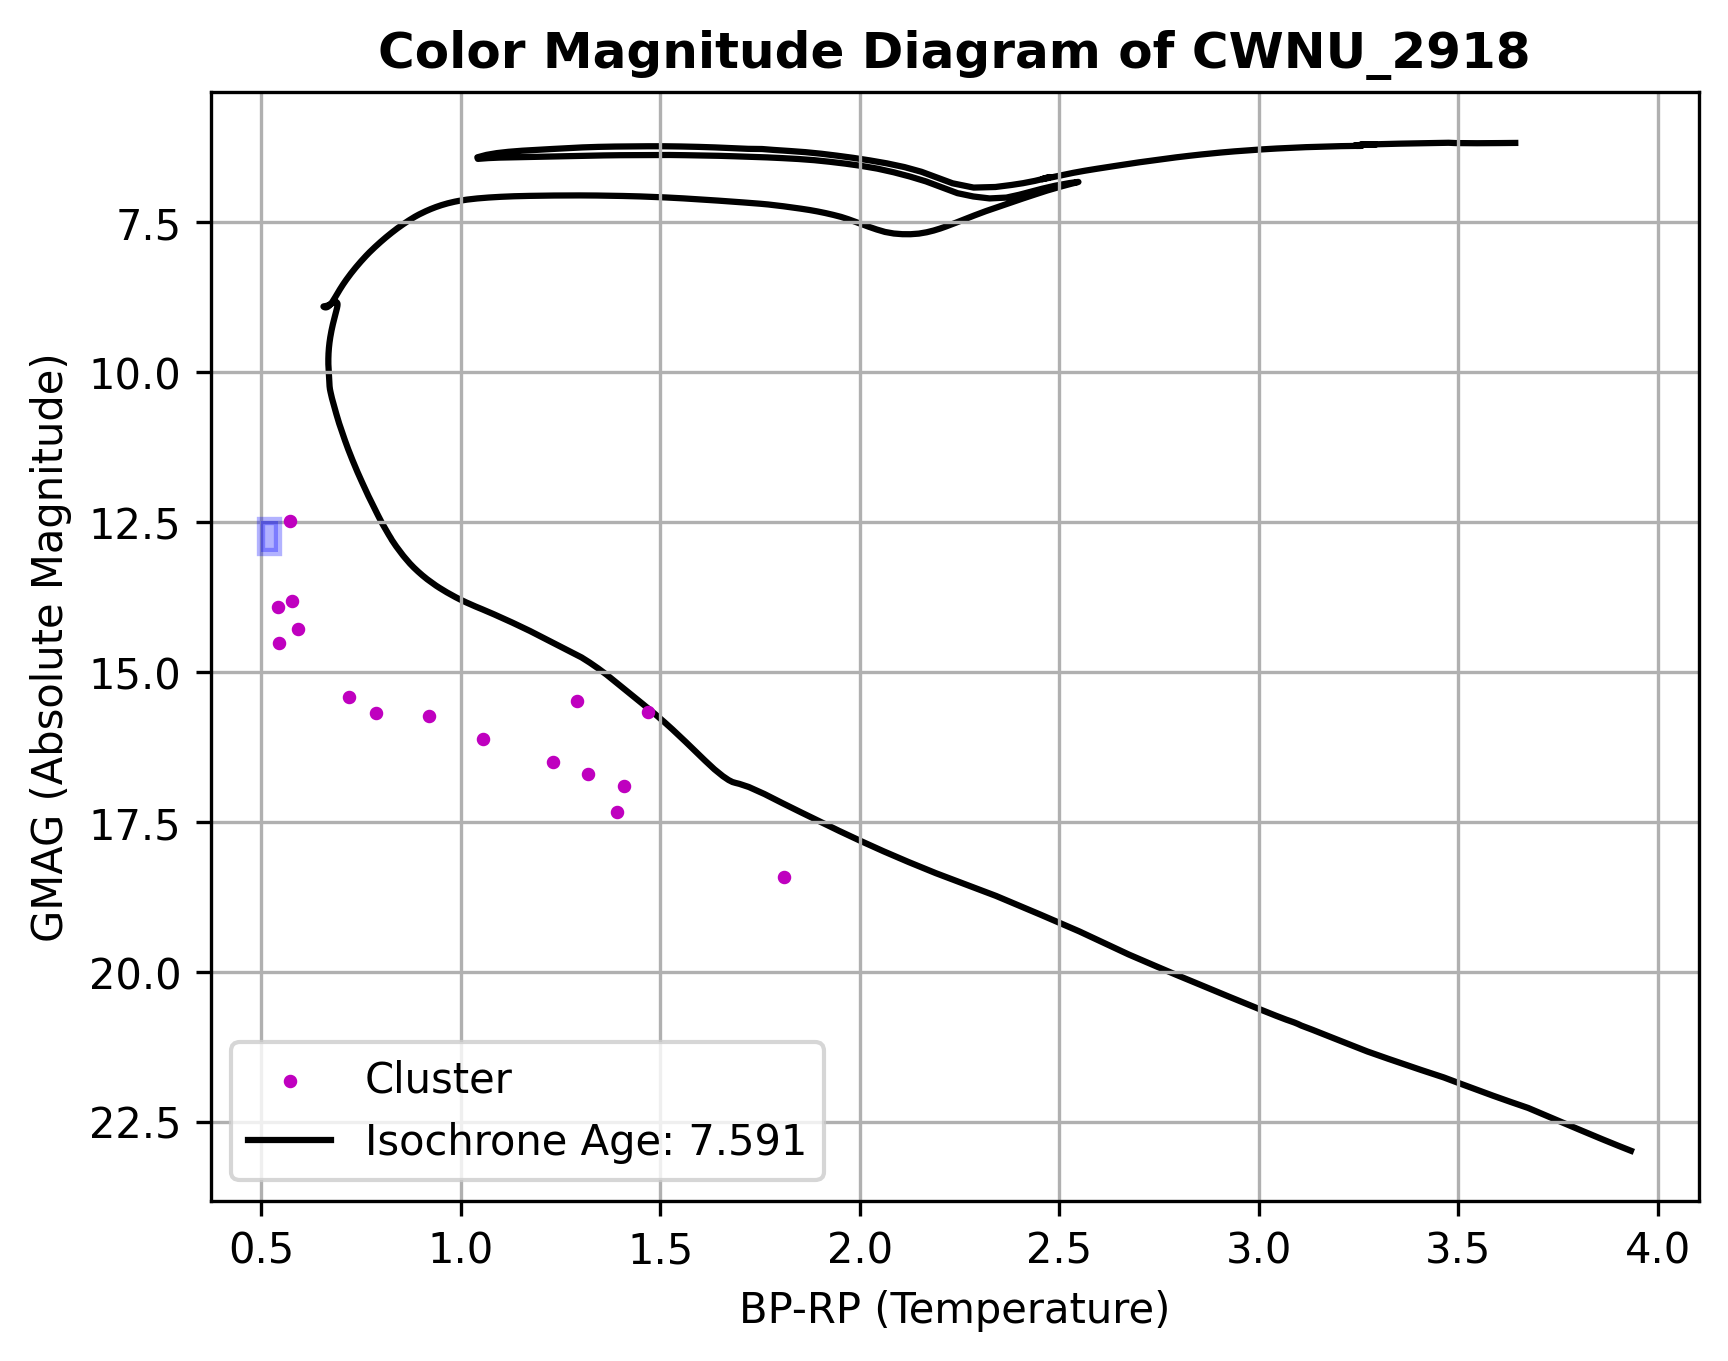 Color Magnitude Diagram of CWNU_2918
GMAG (Absolute Magnitude)
7.5
10.0
12.5
15.0
17.5
20.0
22.5
Cluster
Isochrone Age: 7.591
0.5 1.0 1.5 2.0 2.5 3.0 3.5 4.0
BP-RP (Temperature)